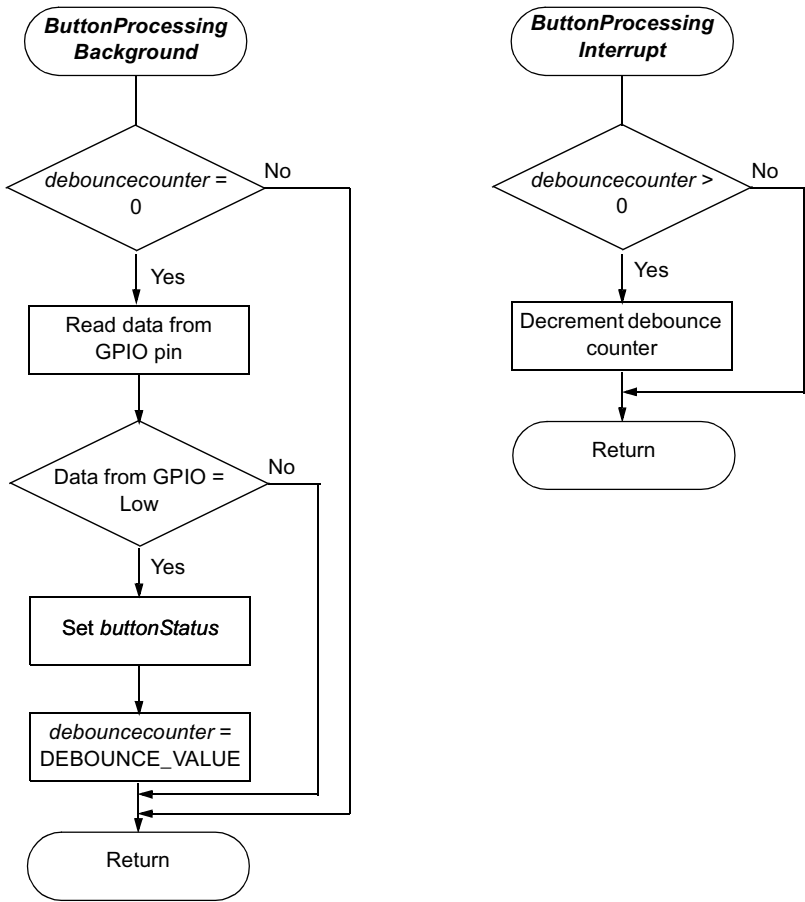 ButtonProcessing
Background
debouncecounter =
0
No
Yes
Read data from
GPIO pin
Data from GPIO =
Low
No
Yes
Set buttonStatus
debouncecounter =
DEBOUNCE_VALUE
Return
ButtonProcessing
Interrupt
debouncecounter >
0
No
Yes
Decrement debounce
counter
Return